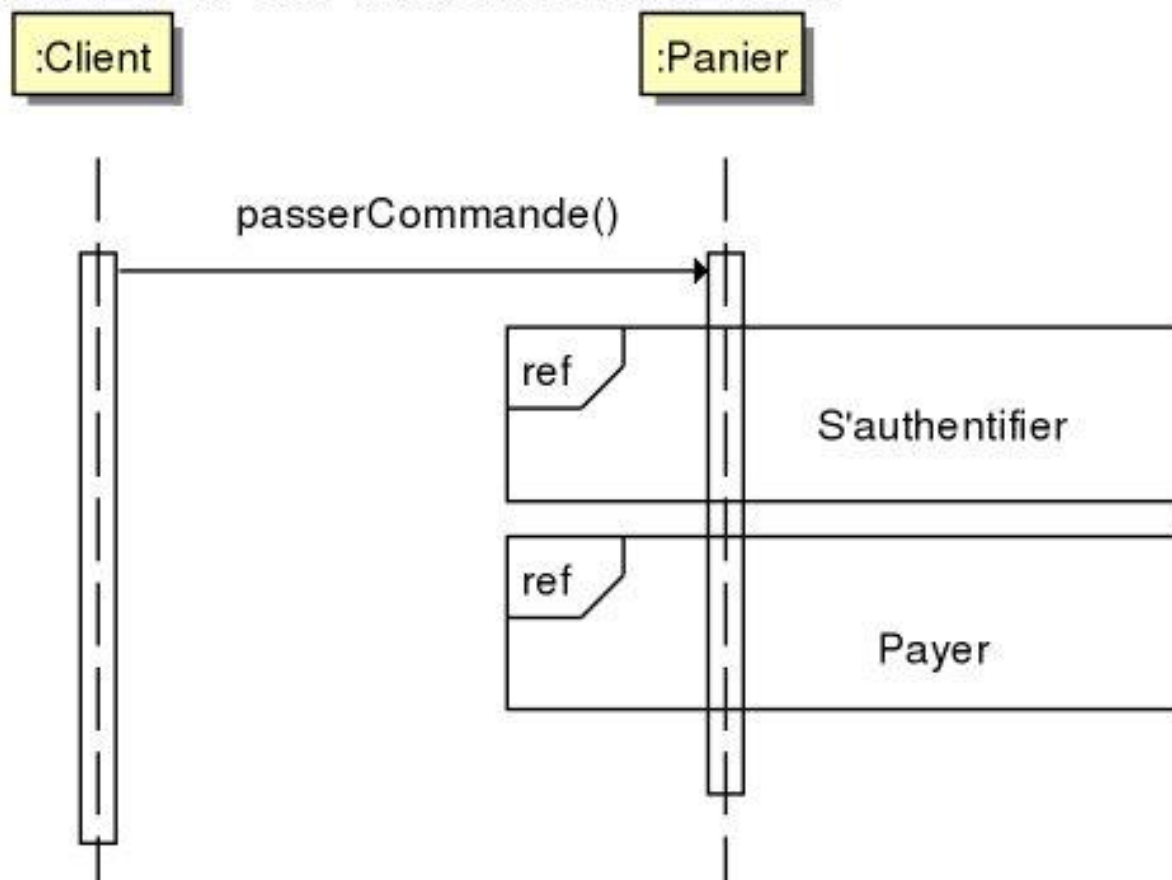 :Client
:Panier
passerCommande()
ref
S'authentifier
ref
Payer